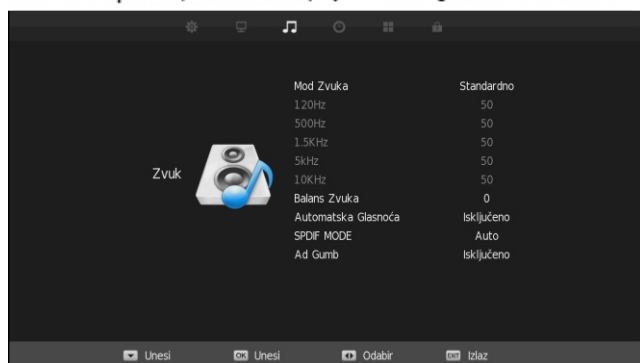 Mod Zvuka Standardno
120Hz 50
500Hz 50
1.5KHz 50
5kHz 50
10KHz 50
Zvuk
Balans Zvuka 0
Automatska Glasnoća Isključeno
SPDIF MODE Auto
Ad Gumb Isključeno
Unesi OK Unesi Odabir EXIT Izlaz